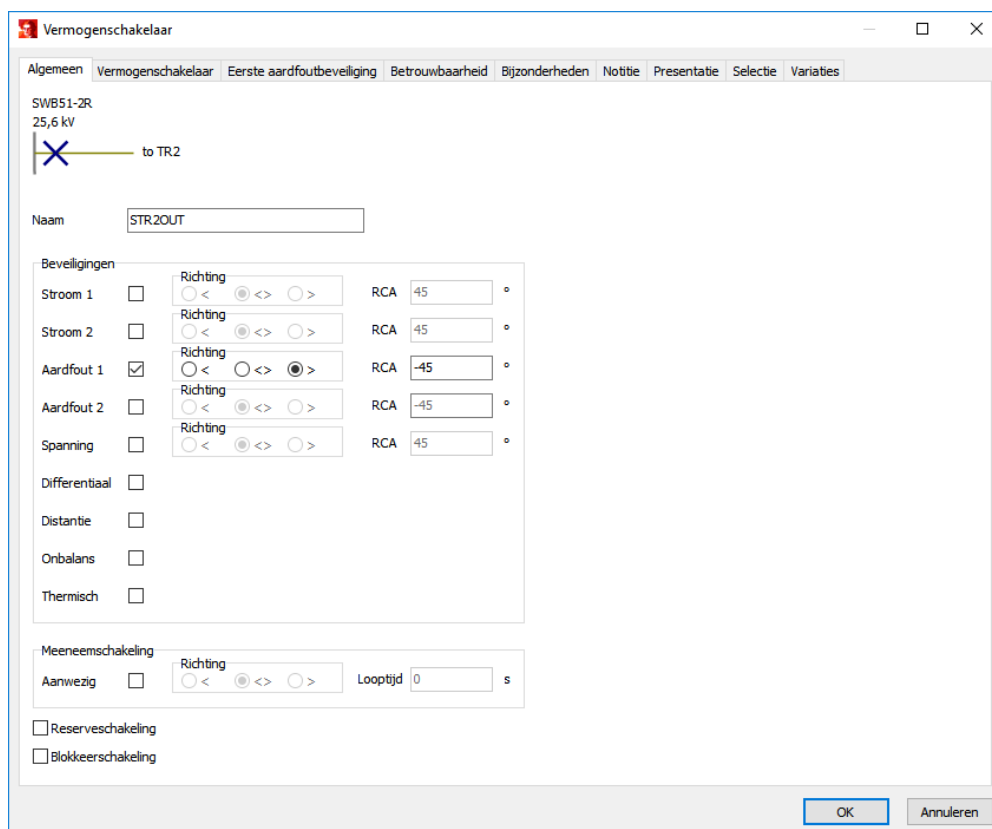 Vermogenschakelaar
Algemeen Vermogenschakelaar Eerste aardfoutbeveiliging Betrouwbaarheid Bijzonderheden Notitie Presentatie Selectie Variaties
SWB51-2R
25,6 kV
to TR2
Naam STR2OUT
Beveiligingen
Richting
Stroom 1 < <> > RCA 45 °
Richting
Stroom 2 < <> > RCA 45 °
Richting
Aardfout 1 < <> > RCA -45 °
Richting
Aardfout 2 < <> > RCA -45 °
Richting
Spanning < <> > RCA 45 °
Differentiaal
Distantie
Onbalans
Thermisch
Meeneemschakeling
Richting
Aanwezig < <> > Looptijd 0 s
Reserveschakeling
Blokkeerschakeling
OK Annuleren